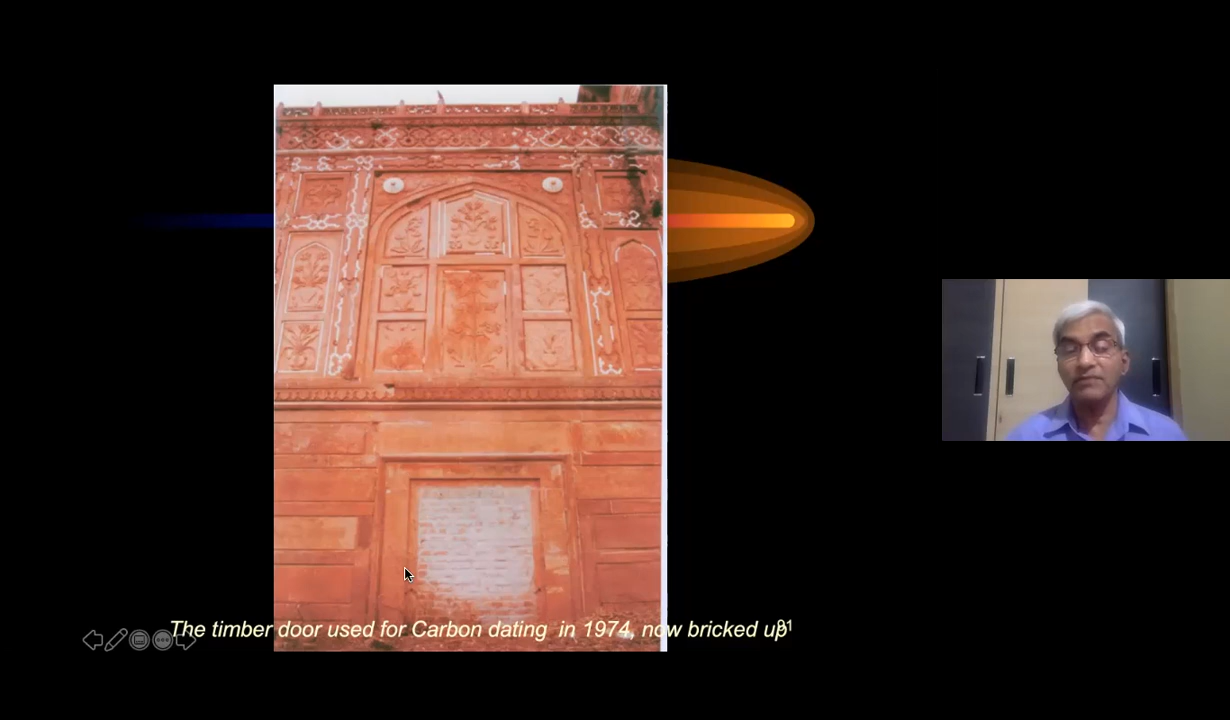 The timber door used for Carbon dating in 1974, now bricked up